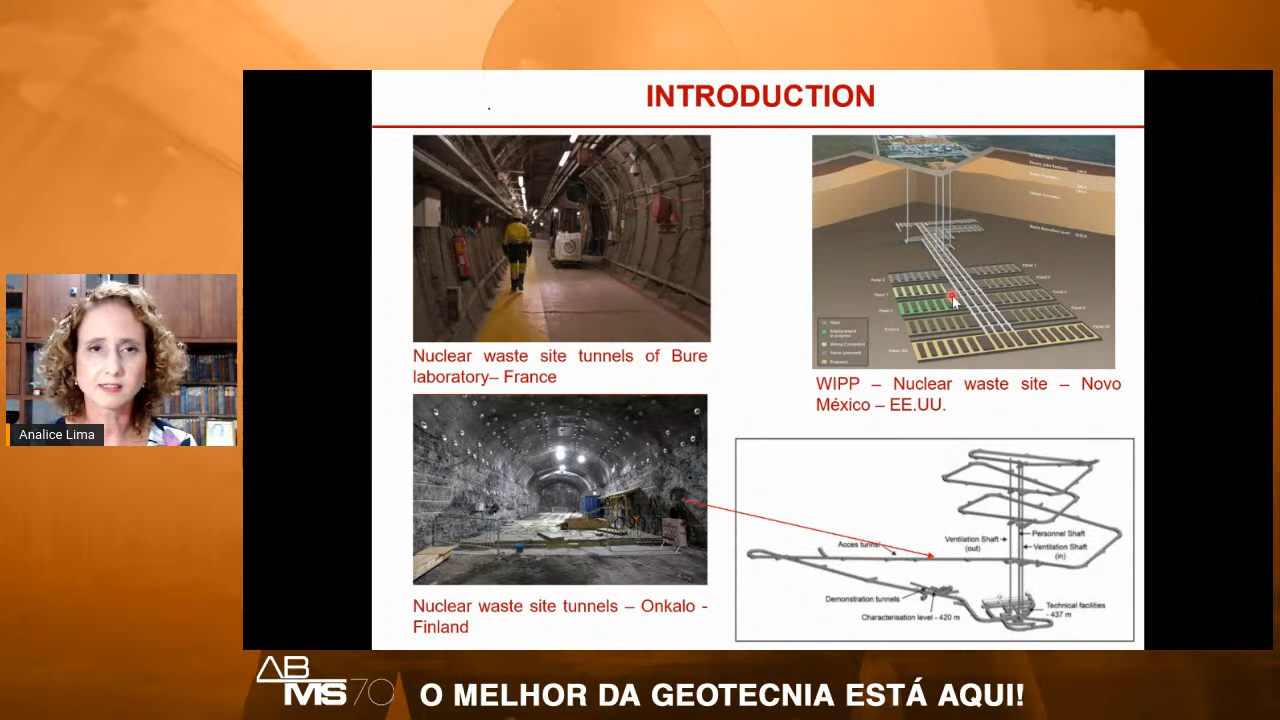 INTRODUCTION
Nuclear waste site tunnels of Bure
laboratory– France
WIPP – Nuclear waste site – Novo
México – EE.UU.
Analice Lima
Nuclear waste site tunnels – Onkalo -
Finland
Acces tunnel
Ventilation Shaft
(out)
Personnel Shaft
Ventilation Shaft
(in)
Demonstration tunnels
Characterisation level - 420 m
Technical facilities
- 437 m
ABMS70
O MELHOR DA GEOTECNIA ESTÁ AQUI!